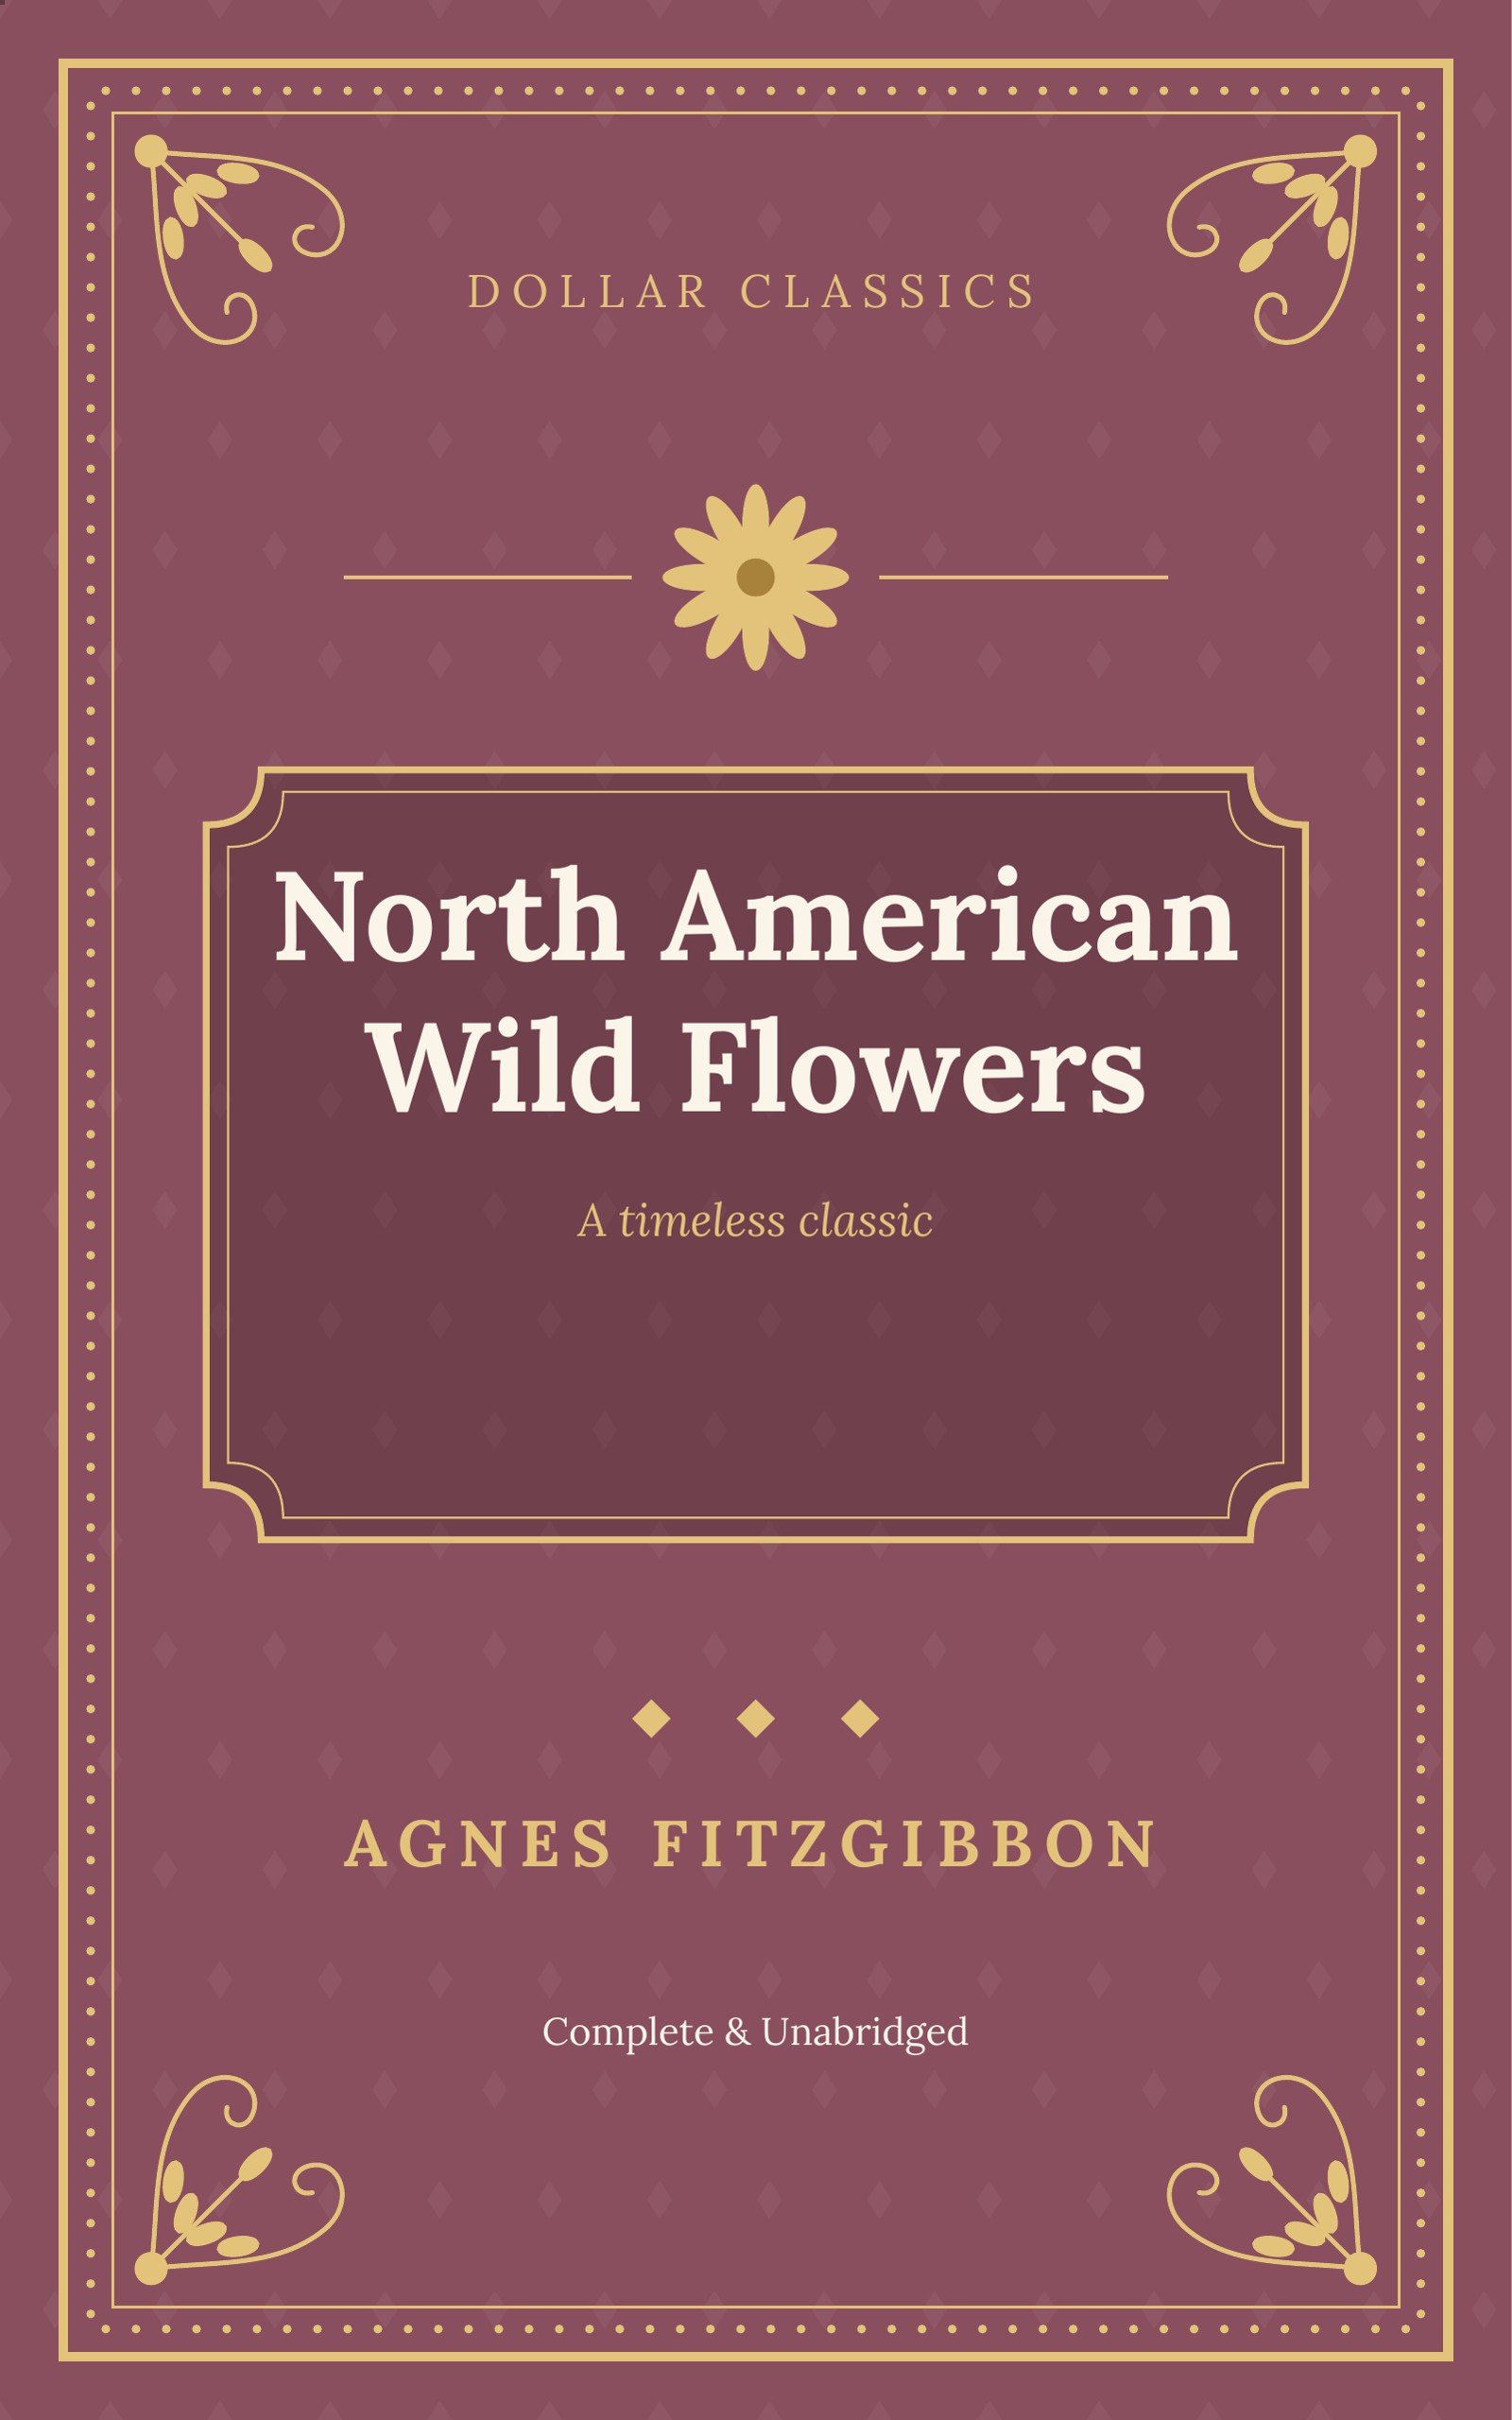 DOLLAR CLASSICS
North American
Wild Flowers
A timeless classic
AGNES FITZGIBBON
Complete & Unabridged